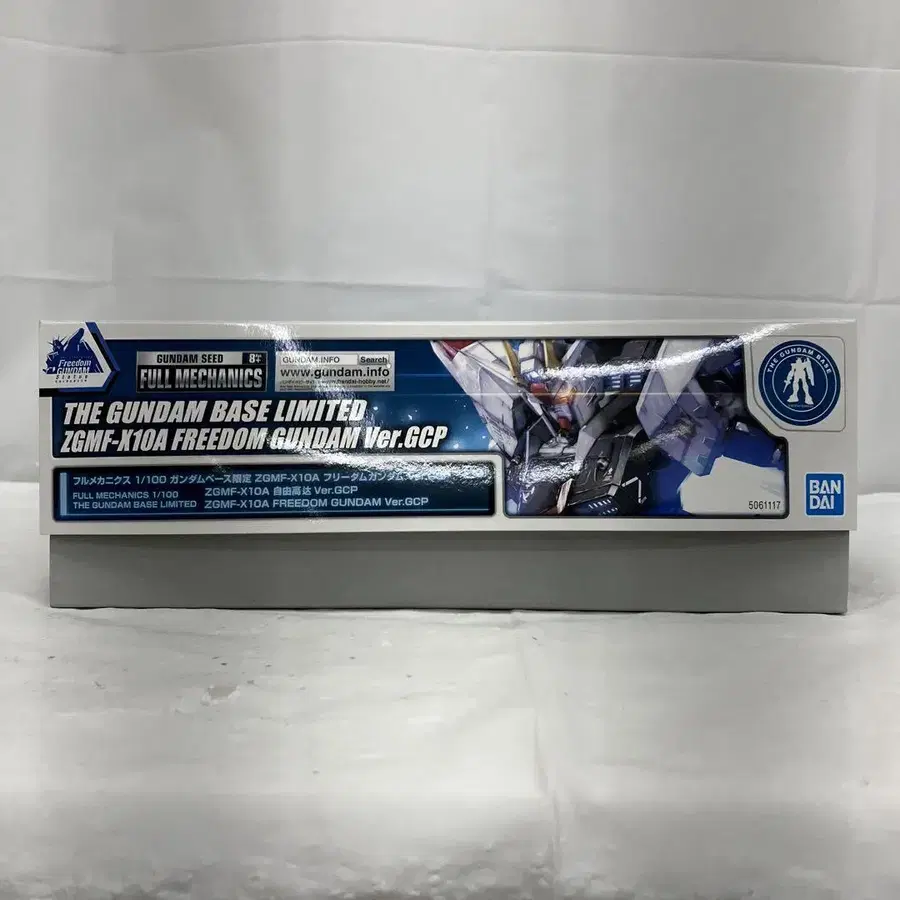 Freedom
GUNDAM
Statue
GUNDAM SEED
FULL MECHANICS
8+
GUNDAM.INFO
Search
www.gundam.info
THE GUNDAM BASE LIMITED
ZGMF-X10A FREEDOM GUNDAM Ver.GCP
フルメカニクス 1/100 ガンダムベース限定 ZGMF-X10A フリーダムガンダム
FULL MECHANICS 1/100 ZGMF-X10A 自由高达 Ver.GCP
THE GUNDAM BASE LIMITED ZGMF-X10A FREEDOM GUNDAM Ver.GCP
THE GUNDAM BASE
5061117
BAN
DAI